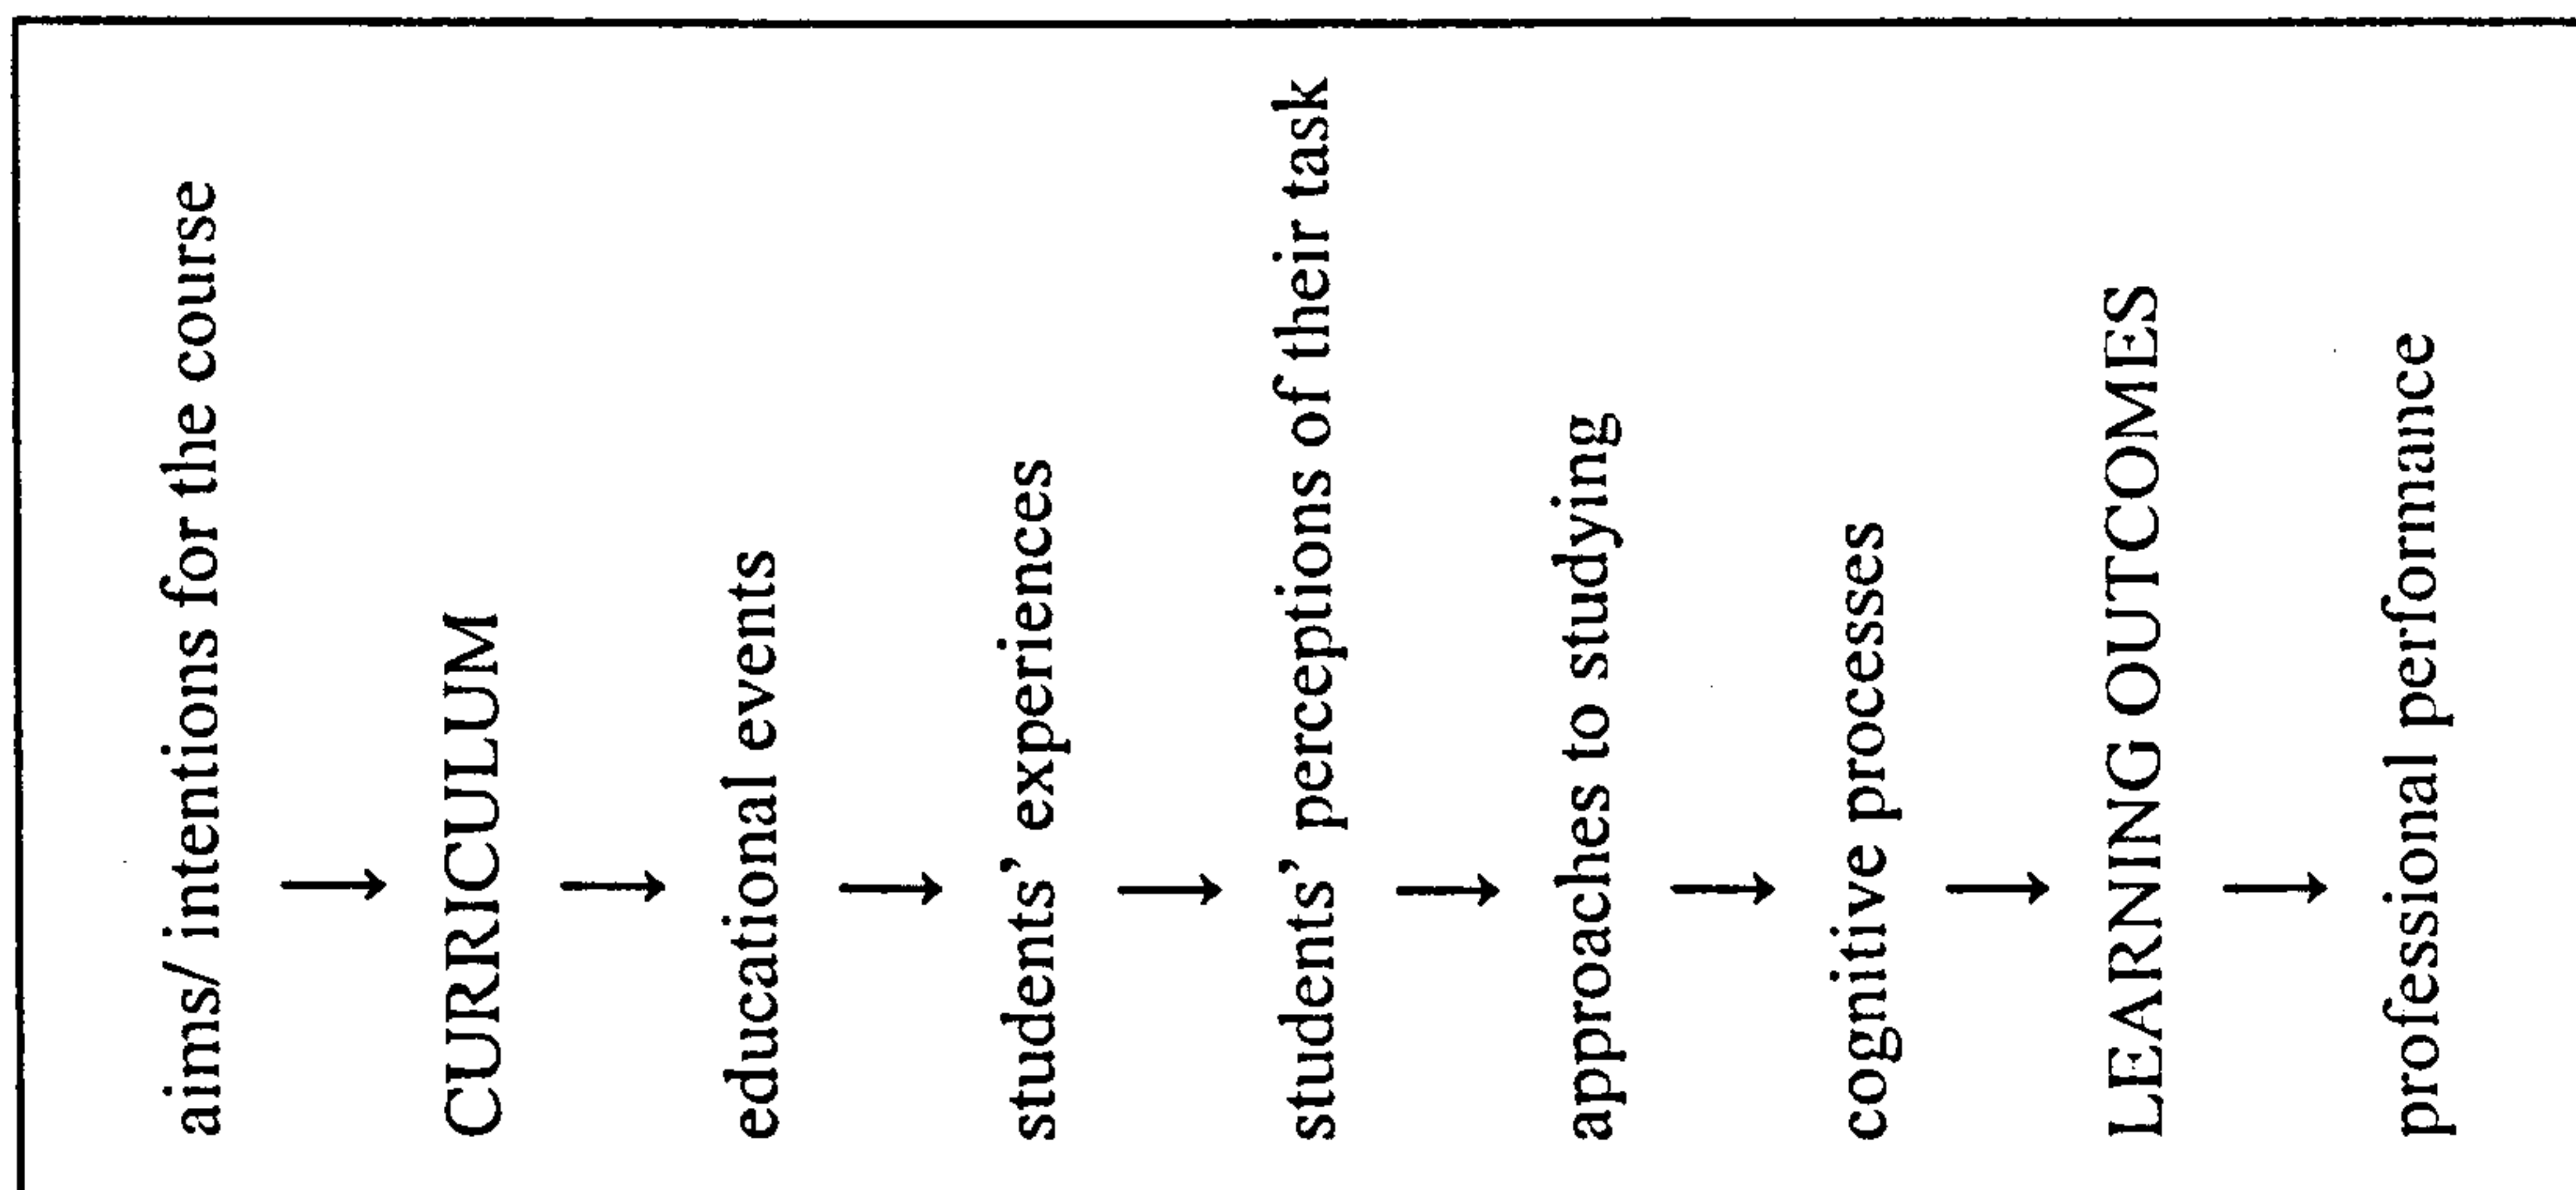 aims/ intentions for the course
↓
CURRICULUM
↓
educational events
↓
students’ experiences
↓
students’ perceptions of their task
↓
approaches to studying
↓
cognitive processes
↓
LEARNING OUTCOMES
↓
professional performance